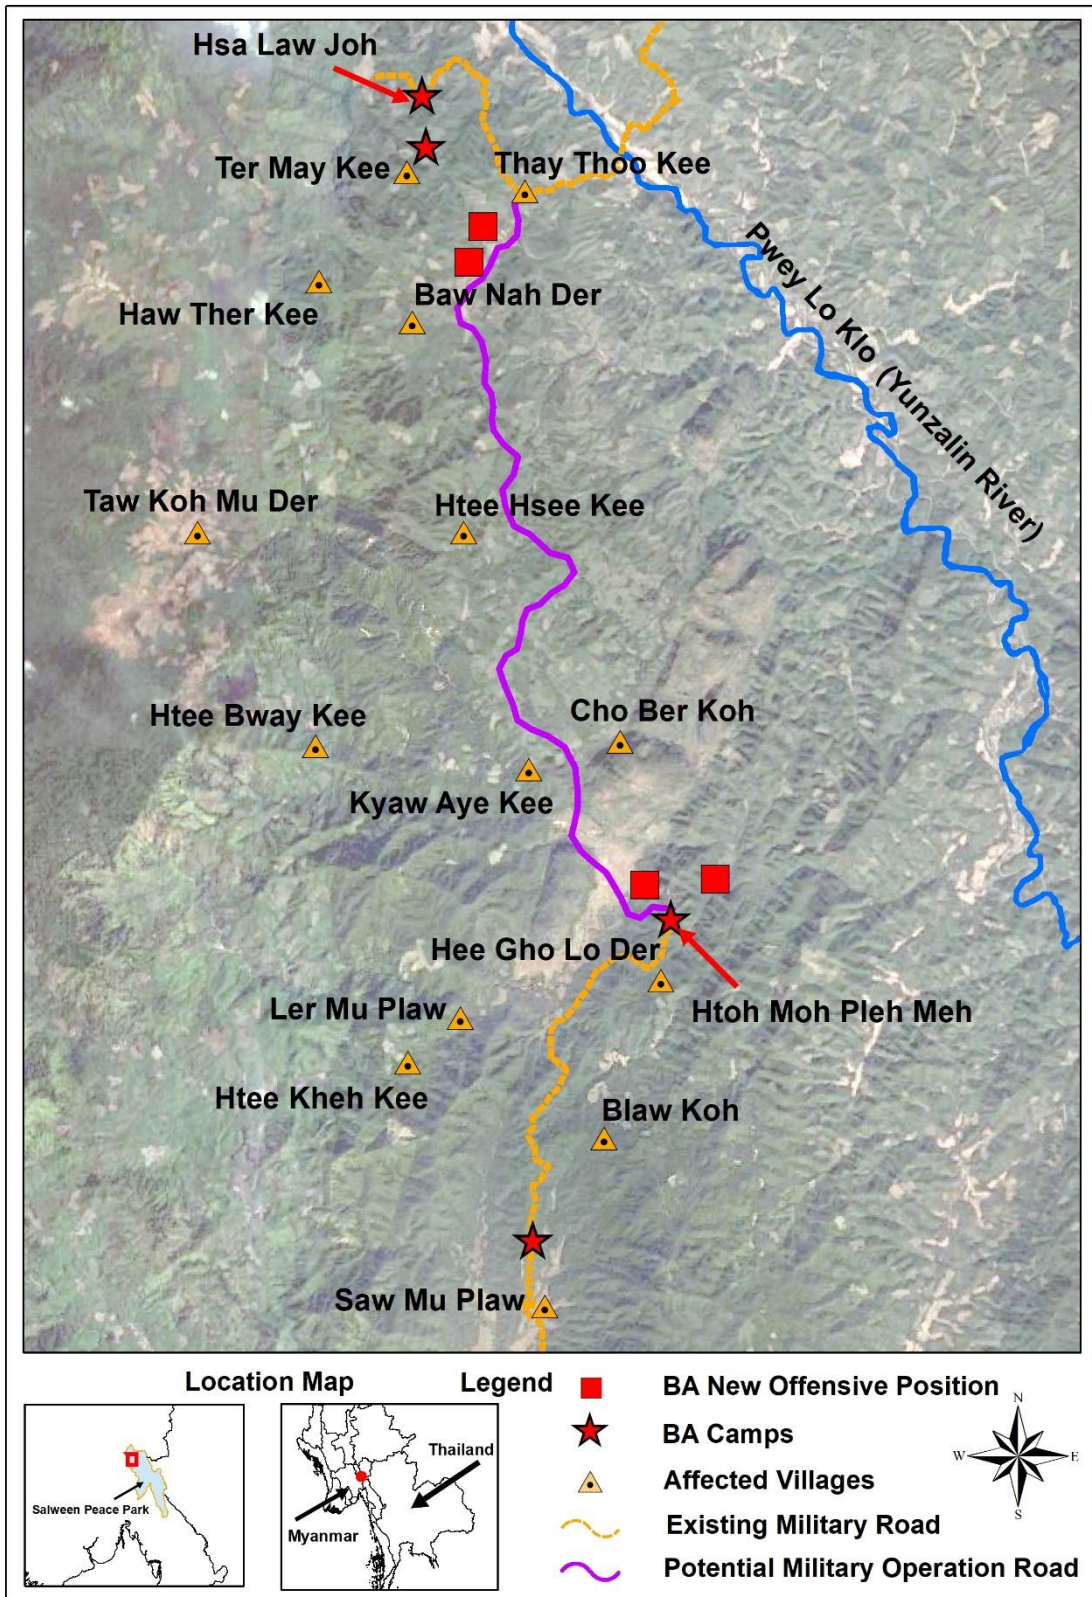 Hsa Law Joh
Ter May Kee
Thay Thoo Kee
Pwey Lo Klo (Yunzalin River)
Baw Nah Der
Haw Ther Kee
Taw Koh Mu Der
Htee Hsee Kee
Htee Bway Kee
Cho Ber Koh
Kyaw Aye Kee
Hee Gho Lo Der
Ler Mu Plaw
Htoh Moh Pleh Meh
Htee Kheh Kee
Blaw Koh
Saw Mu Plaw
Location Map
Salween Peace Park
Thailand
Myanmar
Legend
BA New Offensive Position
BA Camps
Affected Villages
Existing Military Road
Potential Military Operation Road
N
W
E
S